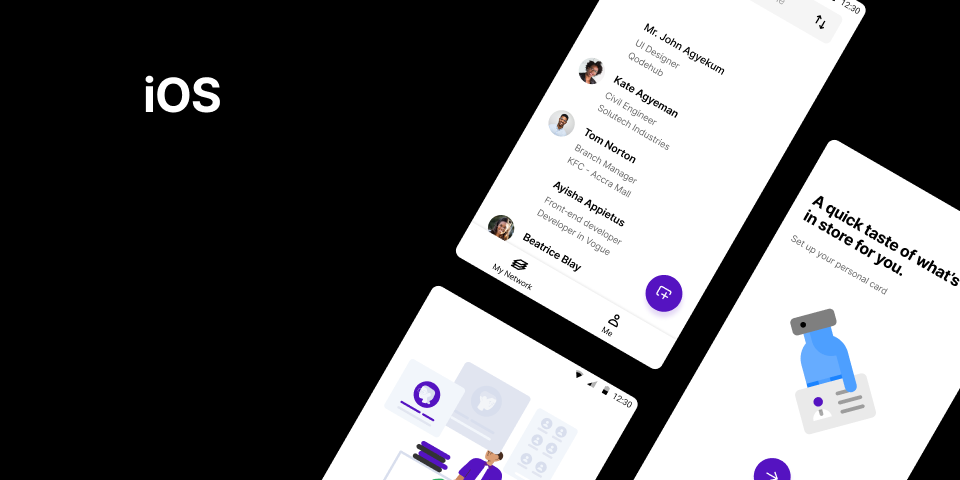 iOS
12:30
Mr. John Agyekum
UI Designer
Qodehub
Kate Agyeman
Civil Engineer
Solutech Industries
Tom Norton
Branch Manager
KFC - Accra Mall
Ayisha Appietus
Front-end developer
Developer in Vogue
Beatrice Blay
My Network
Me
A quick taste of what's
in store for you.
Set up your personal card
12:30